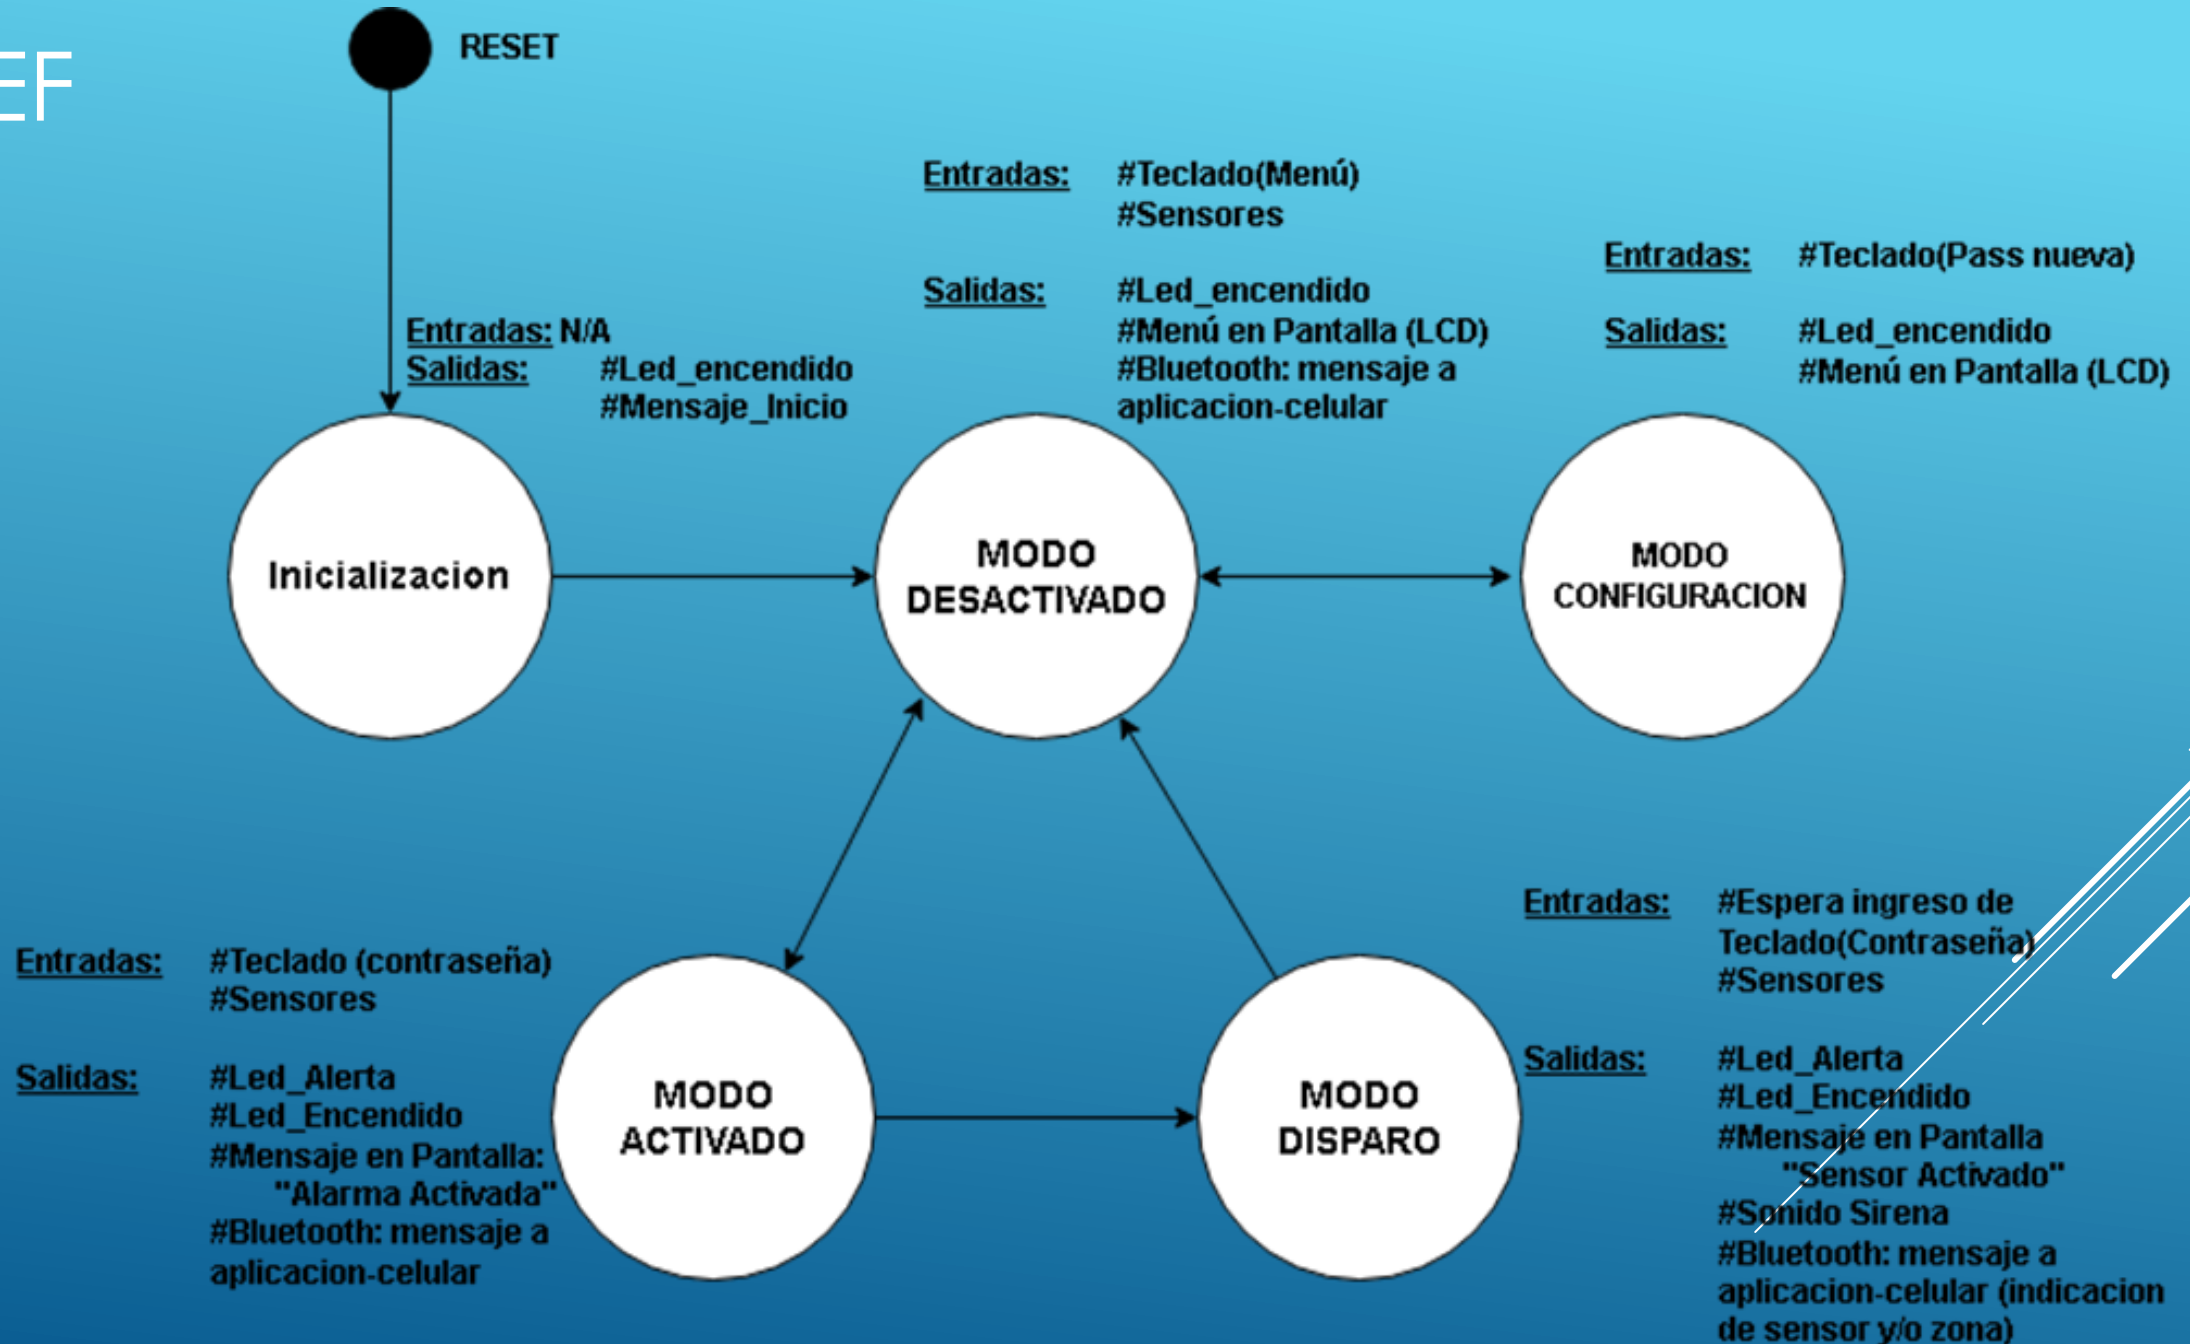 EF
RESET
Entradas: #Teclado(Menú)
#Sensores
Salidas: #Led_encendido
#Menú en Pantalla (LCD)
#Bluetooth: mensaje a
aplicacion-celular
Entradas: #Teclado(Pass nueva)
Salidas: #Led_encendido
#Menú en Pantalla (LCD)
Entradas: N/A
Salidas: #Led_encendido
#Mensaje_Inicio
Inicializacion
MODO
DESACTIVADO
MODO
CONFIGURACION
Entradas: #Teclado (contraseña)
#Sensores
Salidas: #Led_Alerta
#Led_Encendido
#Mensaje en Pantalla:
"Alarma Activada"
#Bluetooth: mensaje a
aplicacion-celular
MODO
ACTIVADO
MODO
DISPARO
Entradas: #Espera ingreso de
Teclado(Contraseña)
#Sensores
Salidas: #Led_Alerta
#Led_Encendido
#Mensaje en Pantalla
"Sensor Activado"
#Sonido Sirena
#Bluetooth: mensaje a
aplicacion-celular (indicacion
de sensor y/o zona)